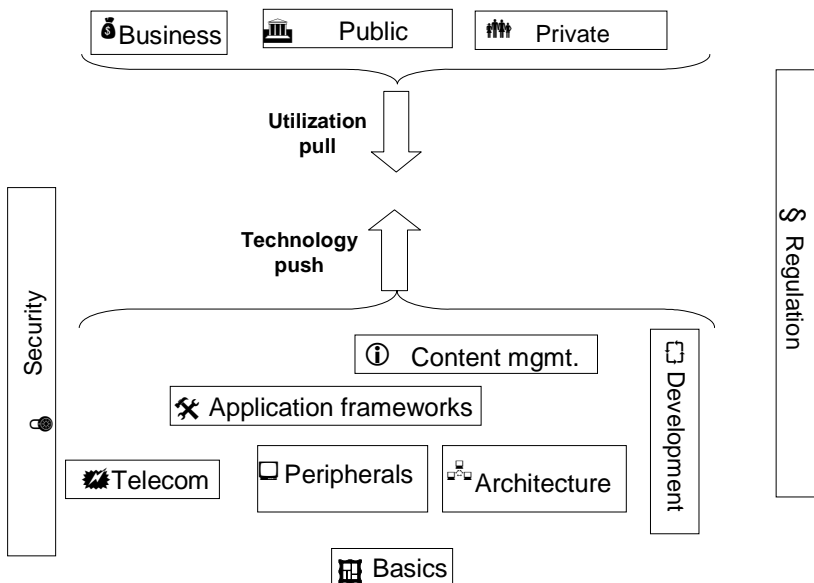 Business
Public
Private
Utilization
pull
Technology
push
Security
§ Regulation
Content mgmt.
Development
Application frameworks
Telecom
Peripherals
Architecture
Basics